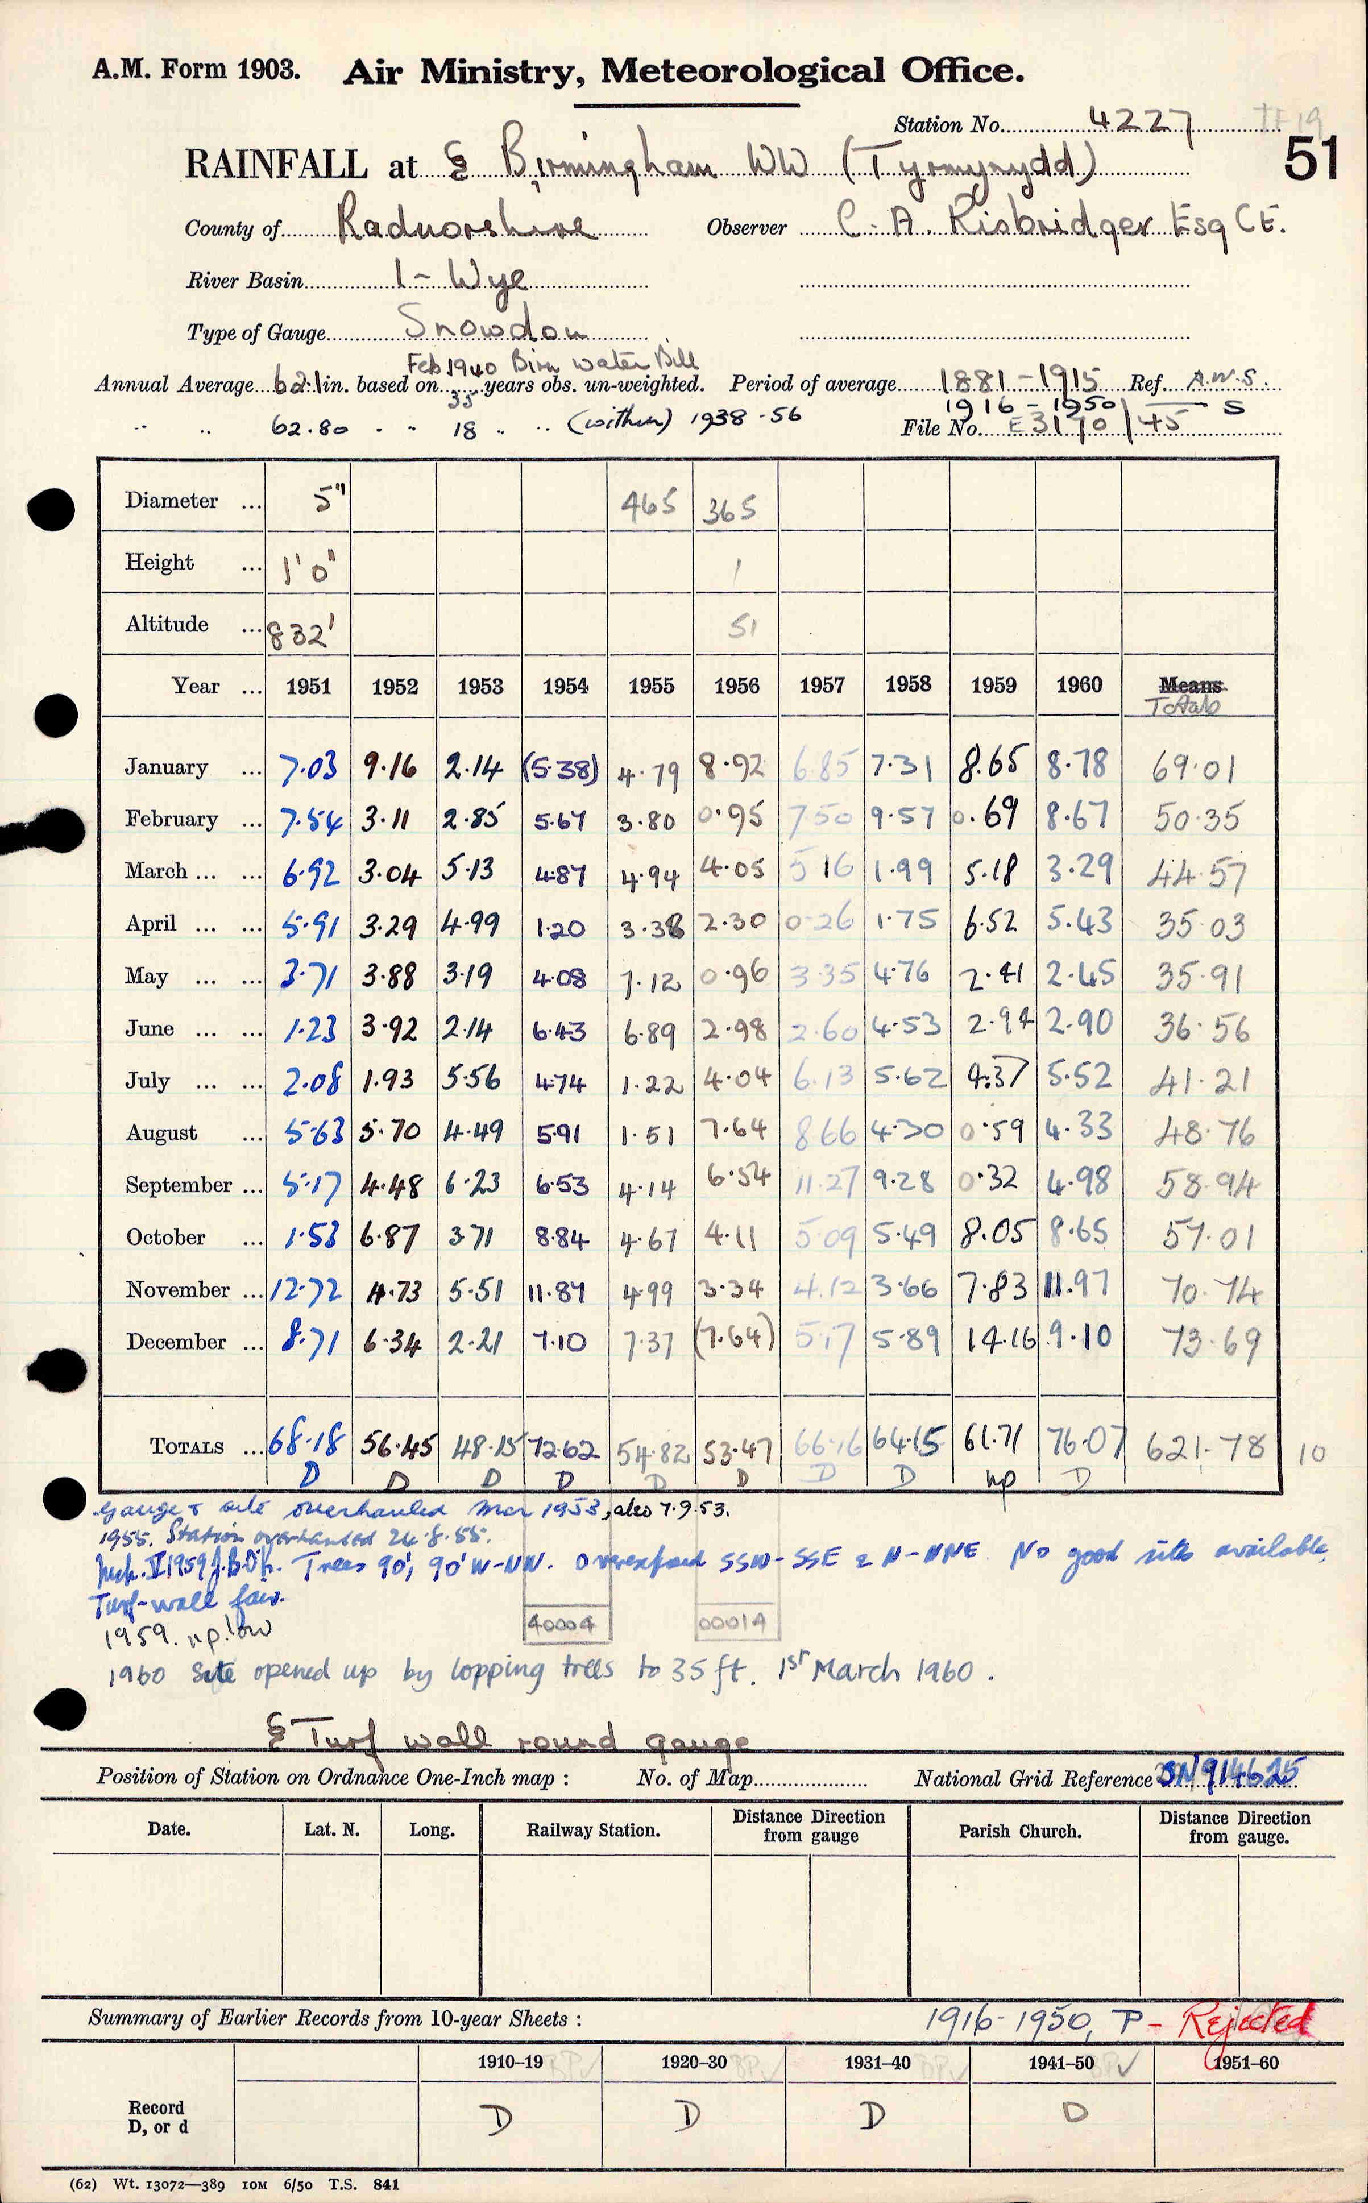 A.M. Form 1903. Air Ministry, Meteorological Office.
Station No. 4227
51
RAINFALL at & Birmingham WW (Tyrmynydd)
County of Radnorshire Observer C. A. Risbridger Esq C E.
River Basin 1 - Wye
Type of Gauge Snowdon
Feb 1940 Birm water Bill
Annual Average 62.1 in. based on 35 years obs. un-weighted. Period of average 1881-1915 Ref. A.W.S.
1916 - 1950 S
" " 62.80 " " 18 " " (within) 1938-56 File No. E3170/45
Diameter ... 5" 465 365
Height ... 1' 0" 1
Altitude ... 832' 51
Year ... 1951 1952 1953 1954 1955 1956 1957 1958 1959 1960 Means
Totals
January ... 7.03 9.16 2.14 (5.38) 4.79 8.92 6.85 7.31 8.65 8.78 69.01
February ... 7.54 3.11 2.85 5.67 3.80 0.95 7.50 9.57 0.69 8.67 50.35
March ... ... 6.92 3.04 5.13 4.87 4.94 4.05 5 16 1.99 5.18 3.29 44.57
April ... ... 5.91 3.29 4.99 1.20 3.38 2.30 0.26 1.75 6.52 5.43 35.03
May ... ... 3.71 3.88 3.19 4.08 7.12 0.96 3.35 4.76 2.41 2.45 35.91
June ... ... 1.23 3.92 2.14 6.43 6.89 2.98 2.60 4.53 2.94 2.90 36.56
July ... ... 2.08 1.93 5.56 4.74 1.22 4.04 6.13 5.62 4.37 5.52 41.21
August ... 5.63 5.70 4.49 5.91 1.51 7.64 8.66 4.30 0.59 4.33 48.76
September ... 5.17 4.48 6.23 6.53 4.14 6.54 11.27 9.28 0.32 4.98 58.94
October ... 1.53 6.87 3.71 8.84 4.67 4.11 5.09 5.49 8.05 8.65 57.01
November ... 12.72 4.73 5.51 11.87 4.99 3.34 4.12 3.66 7.83 11.97 70.74
December ... 8.71 6.34 2.21 7.10 7.37 (7.64) 5.17 5.89 14.16 9.10 73.69
TOTALS ... 68.18 56.45 48.15 72.62 54.82 53.47 66.16 64.15 61.71 76.07 621.78 10
D D D D D D D D np D
Gauge & site overhauled Mar 1953, also 7.9.53.
1955. Station overhauled 24.8.55.
Insp. V 1959 Trees 90', 90' W-NW. Overexposed SSW-SSE & N-NNE. No good site available.
Turf-wall fair.
1959. np. low
40004 00014
1960 Site opened up by lopping trees to 35 ft. 1st March 1960.
& Turf wall round gauge
Position of Station on Ordnance One-Inch map : No. of Map National Grid Reference SN 914625
Date. Lat. N. Long. Railway Station. Distance Direction from gauge Parish Church. Distance Direction from gauge.
Summary of Earlier Records from 10-year Sheets : 1916-1950, P - Rejected
1910-19 1920-30 1931-40 1941-50 1951-60
Record D, or d D D D D
(62) Wt. 13072—389 10M 6/50 T.S. 841